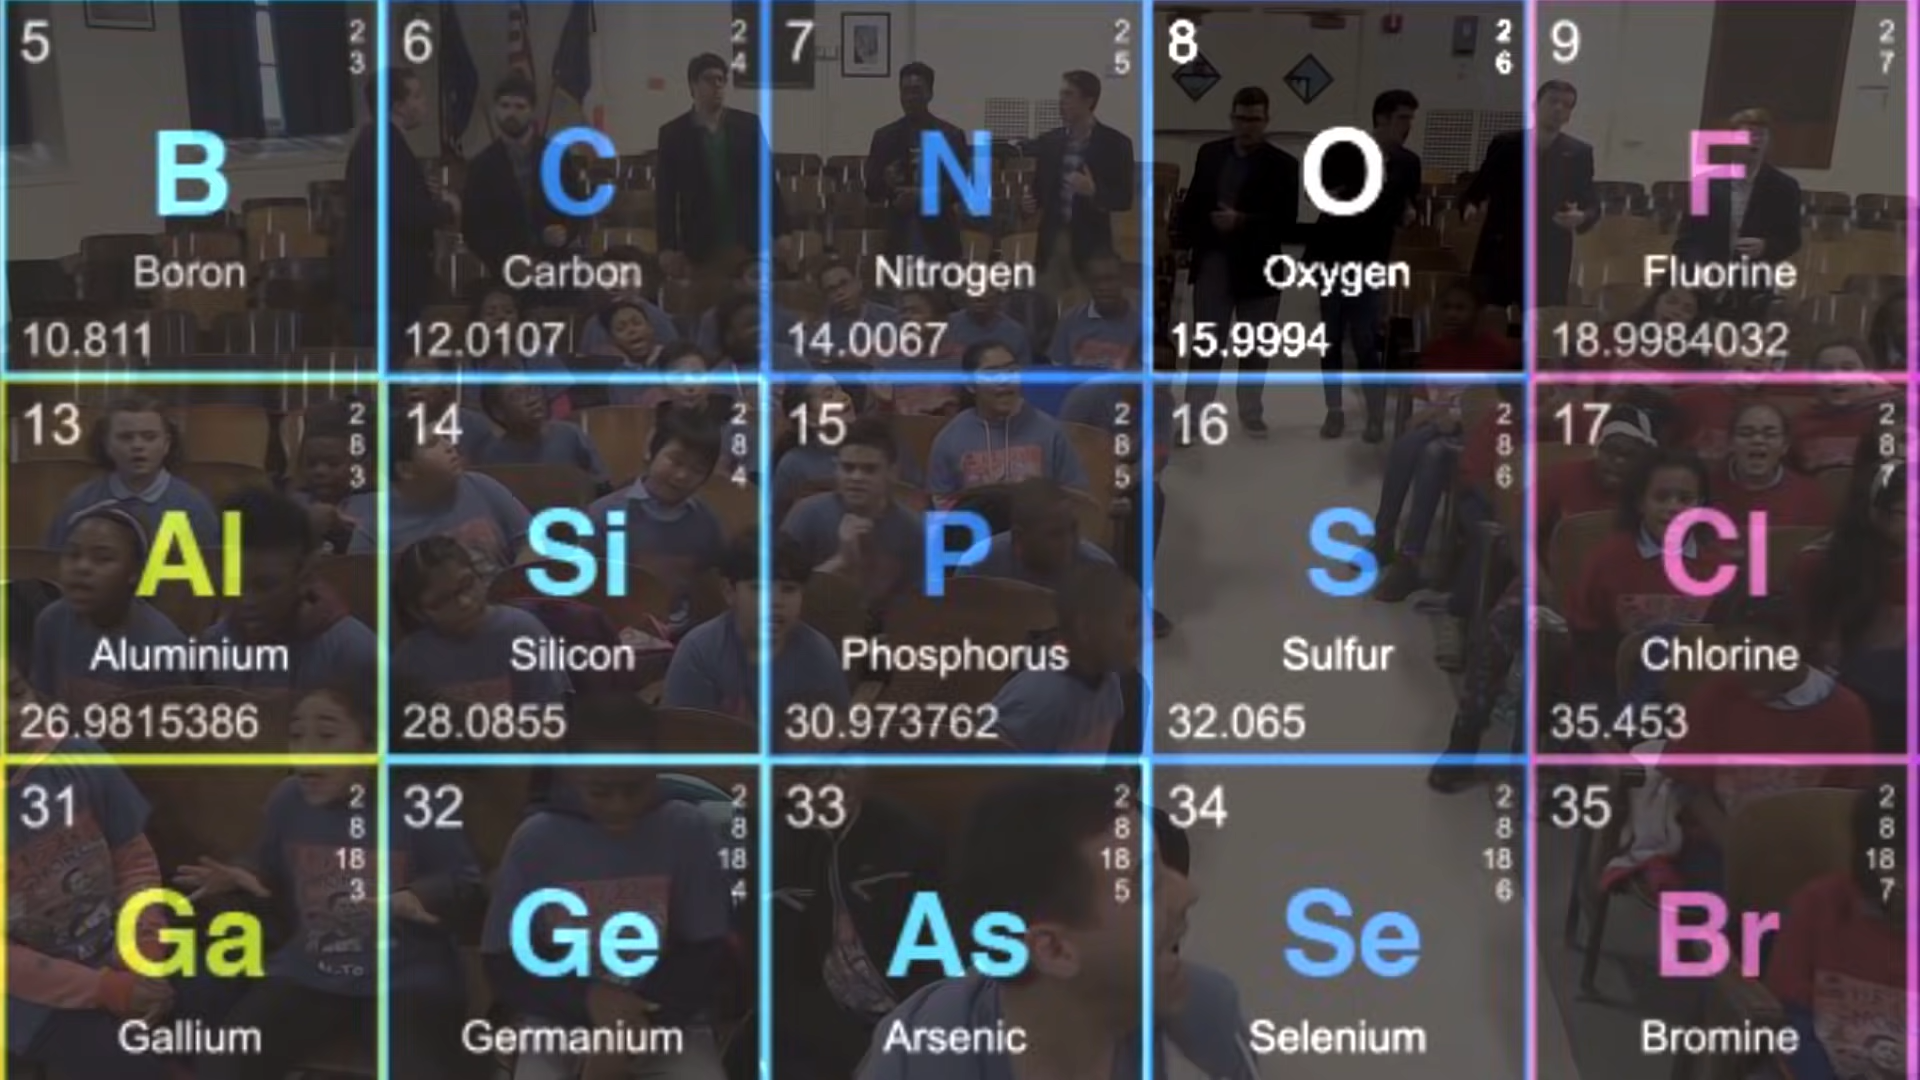 5 2 3
B
Boron
10.811
6 2 4
C
Carbon
12.0107
7 2 5
N
Nitrogen
14.0067
8 2 6
O
Oxygen
15.9994
9 2 7
F
Fluorine
18.9984032
13 2 8 3
Al
Aluminium
26.9815386
14 2 8 4
Si
Silicon
28.0855
15 2 8 5
P
Phosphorus
30.973762
16 2 8 6
S
Sulfur
32.065
17 2 8 7
Cl
Chlorine
35.453
31 2 8 18 3
Ga
Gallium
32 2 8 18 4
Ge
Germanium
33 2 8 18 5
As
Arsenic
34 2 8 18 6
Se
Selenium
35 2 8 18 7
Br
Bromine